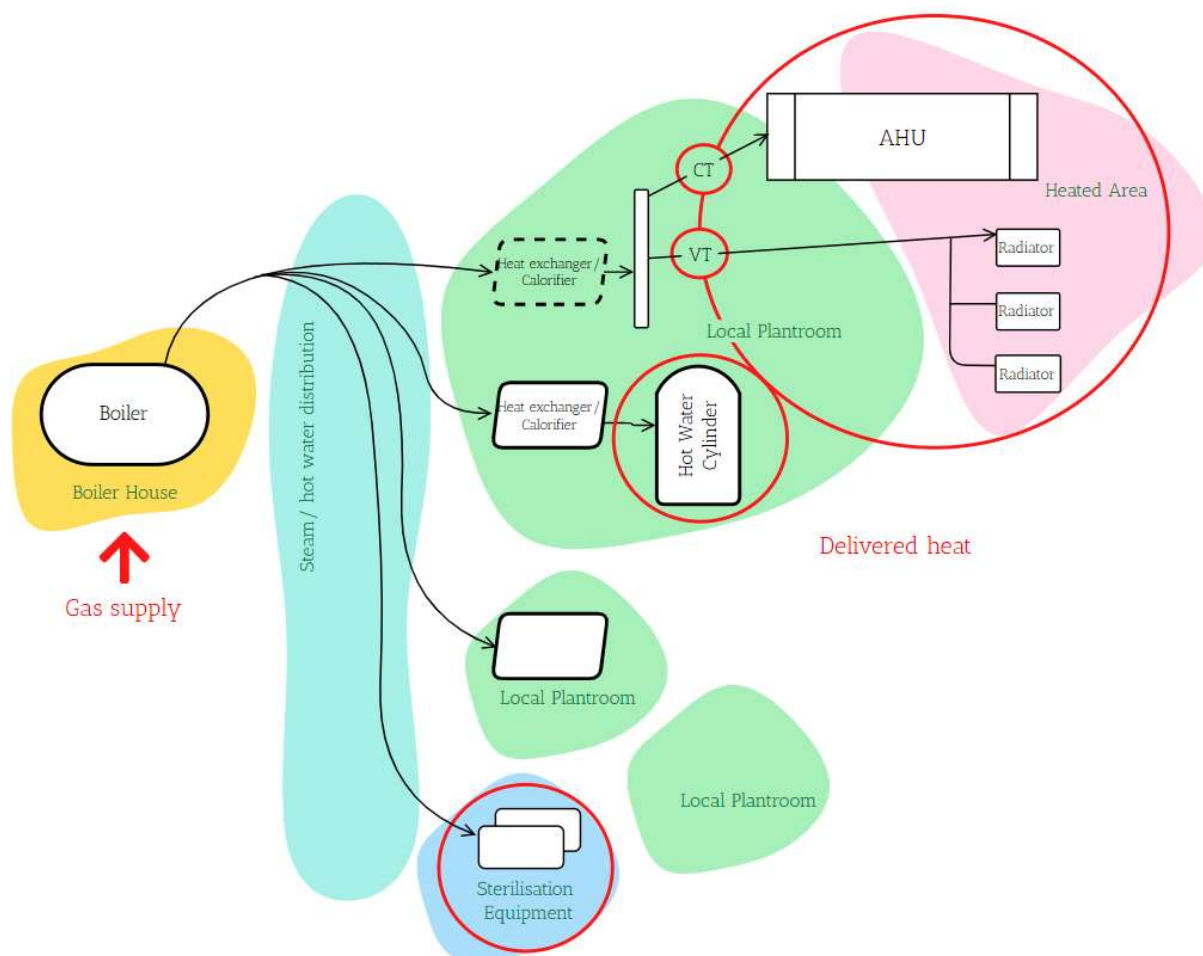 AHU
CT
Heated Area
VT
Radiator
Heat exchanger/
Calorifier
Radiator
Local Plantroom
Radiator
Boiler
Heat exchanger/
Calorifier
Hot Water
Cylinder
Boiler House
Steam/ hot water distribution
Delivered heat
Gas supply
Local Plantroom
Local Plantroom
Sterilisation
Equipment